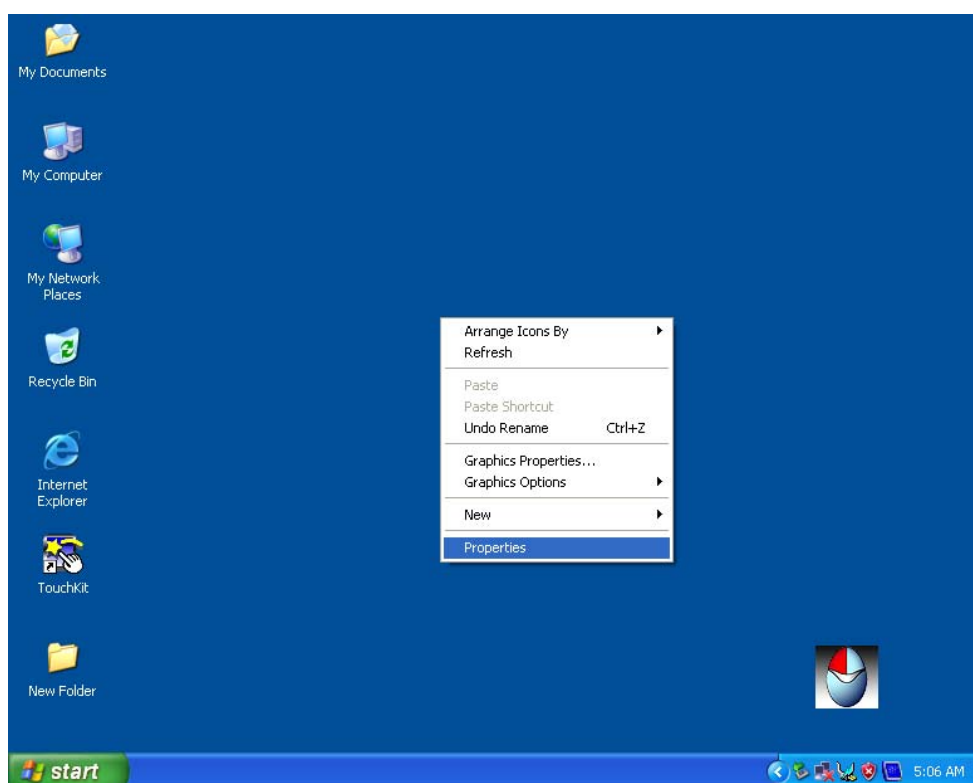 My Documents
My Computer
My Network
Places
Recycle Bin
Internet
Explorer
TouchKit
New Folder
Arrange Icons By
Refresh
Paste
Paste Shortcut
Undo Rename Ctrl+Z
Graphics Properties...
Graphics Options
New
Properties
start
5:06 AM